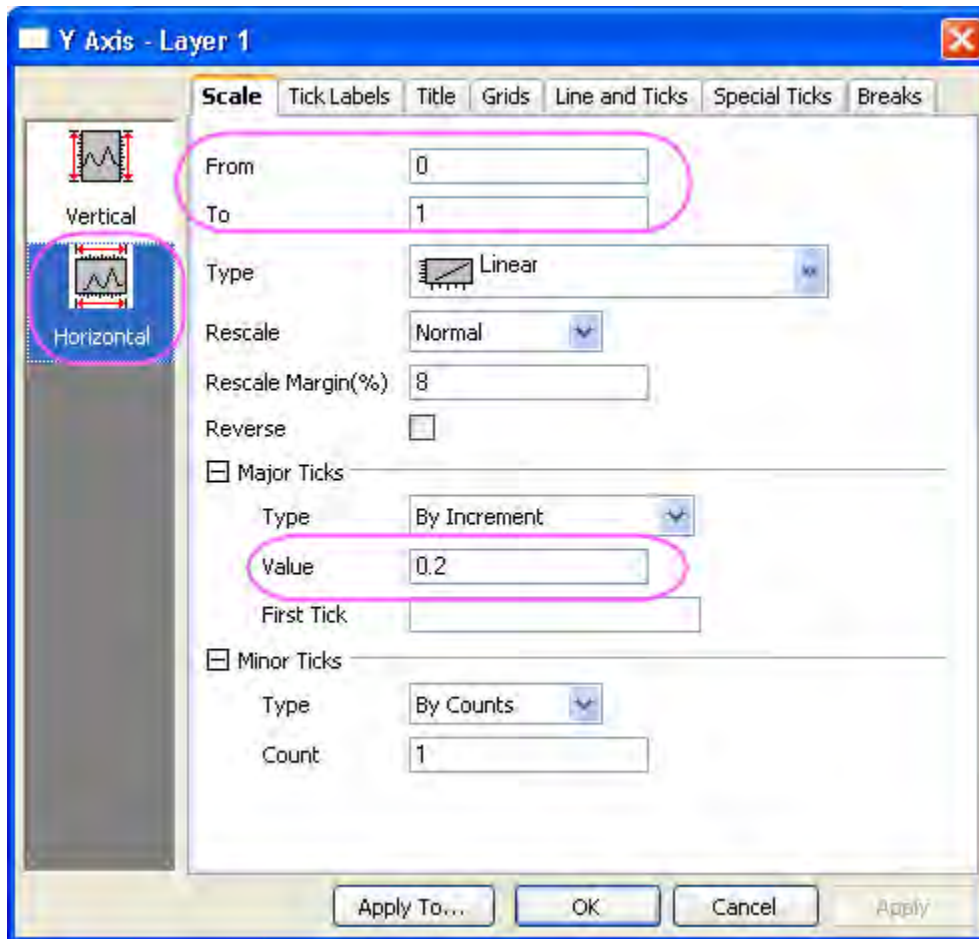 Y Axis - Layer 1
Scale Tick Labels Title Grids Line and Ticks Special Ticks Breaks
Vertical
Horizontal
From 0
To 1
Type Linear
Rescale Normal
Rescale Margin(%) 8
Reverse
Major Ticks
Type By Increment
Value 0.2
First Tick
Minor Ticks
Type By Counts
Count 1
Apply To... OK Cancel Apply